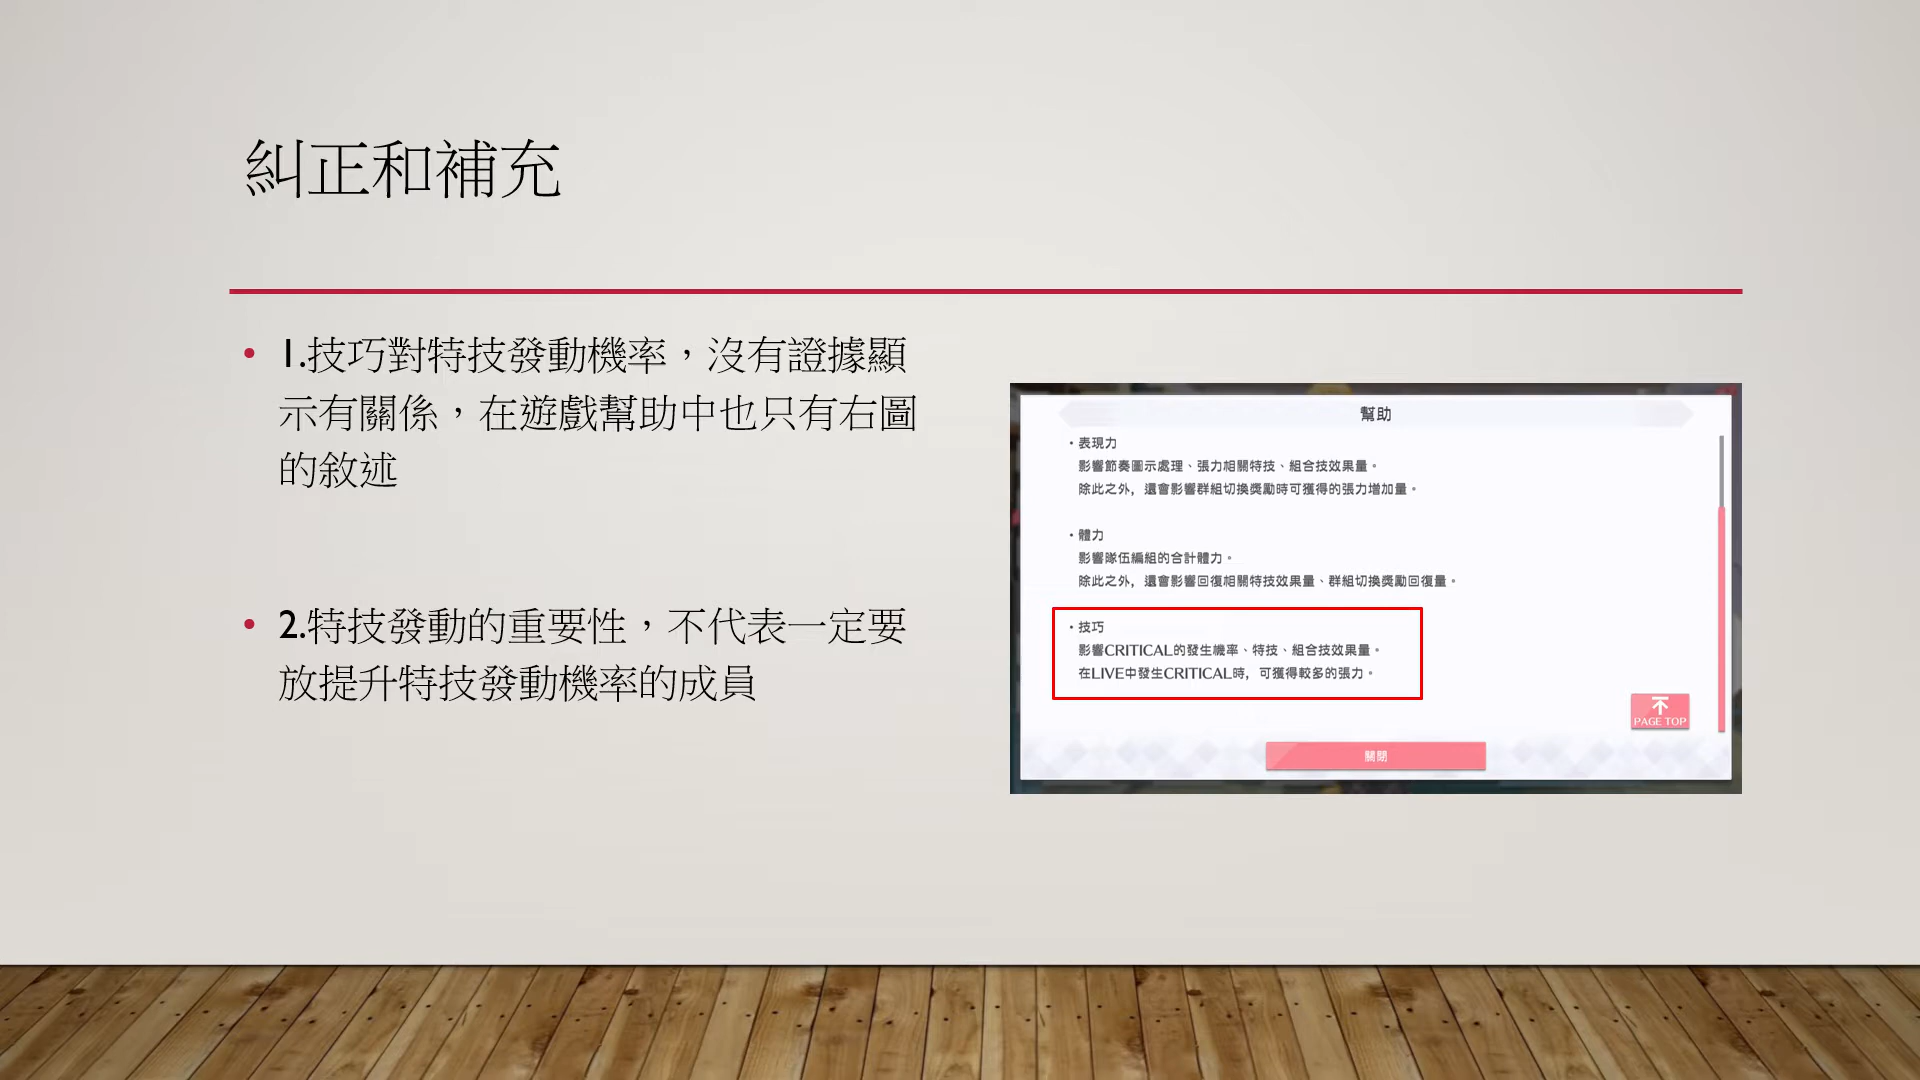 糾正和補充
• 1.技巧對特技發動機率，沒有證據顯
示有關係，在遊戲幫助中也只有右圖
的敘述
• 2.特技發動的重要性，不代表一定要
放提升特技發動機率的成員
幫助
・表現力
影響節奏圖示處理、張力相關特技、組合技效果量。
除此之外，還會影響群組切換獎勵時可獲得的張力增加量。
・體力
影響隊伍編組的合計體力。
除此之外，還會影響回復相關特技效果量、群組切換獎勵回復量。
・技巧
影響CRITICAL的發生機率、特技、組合技效果量。
在LIVE中發生CRITICAL時，可獲得較多的張力。
PAGE TOP
關閉